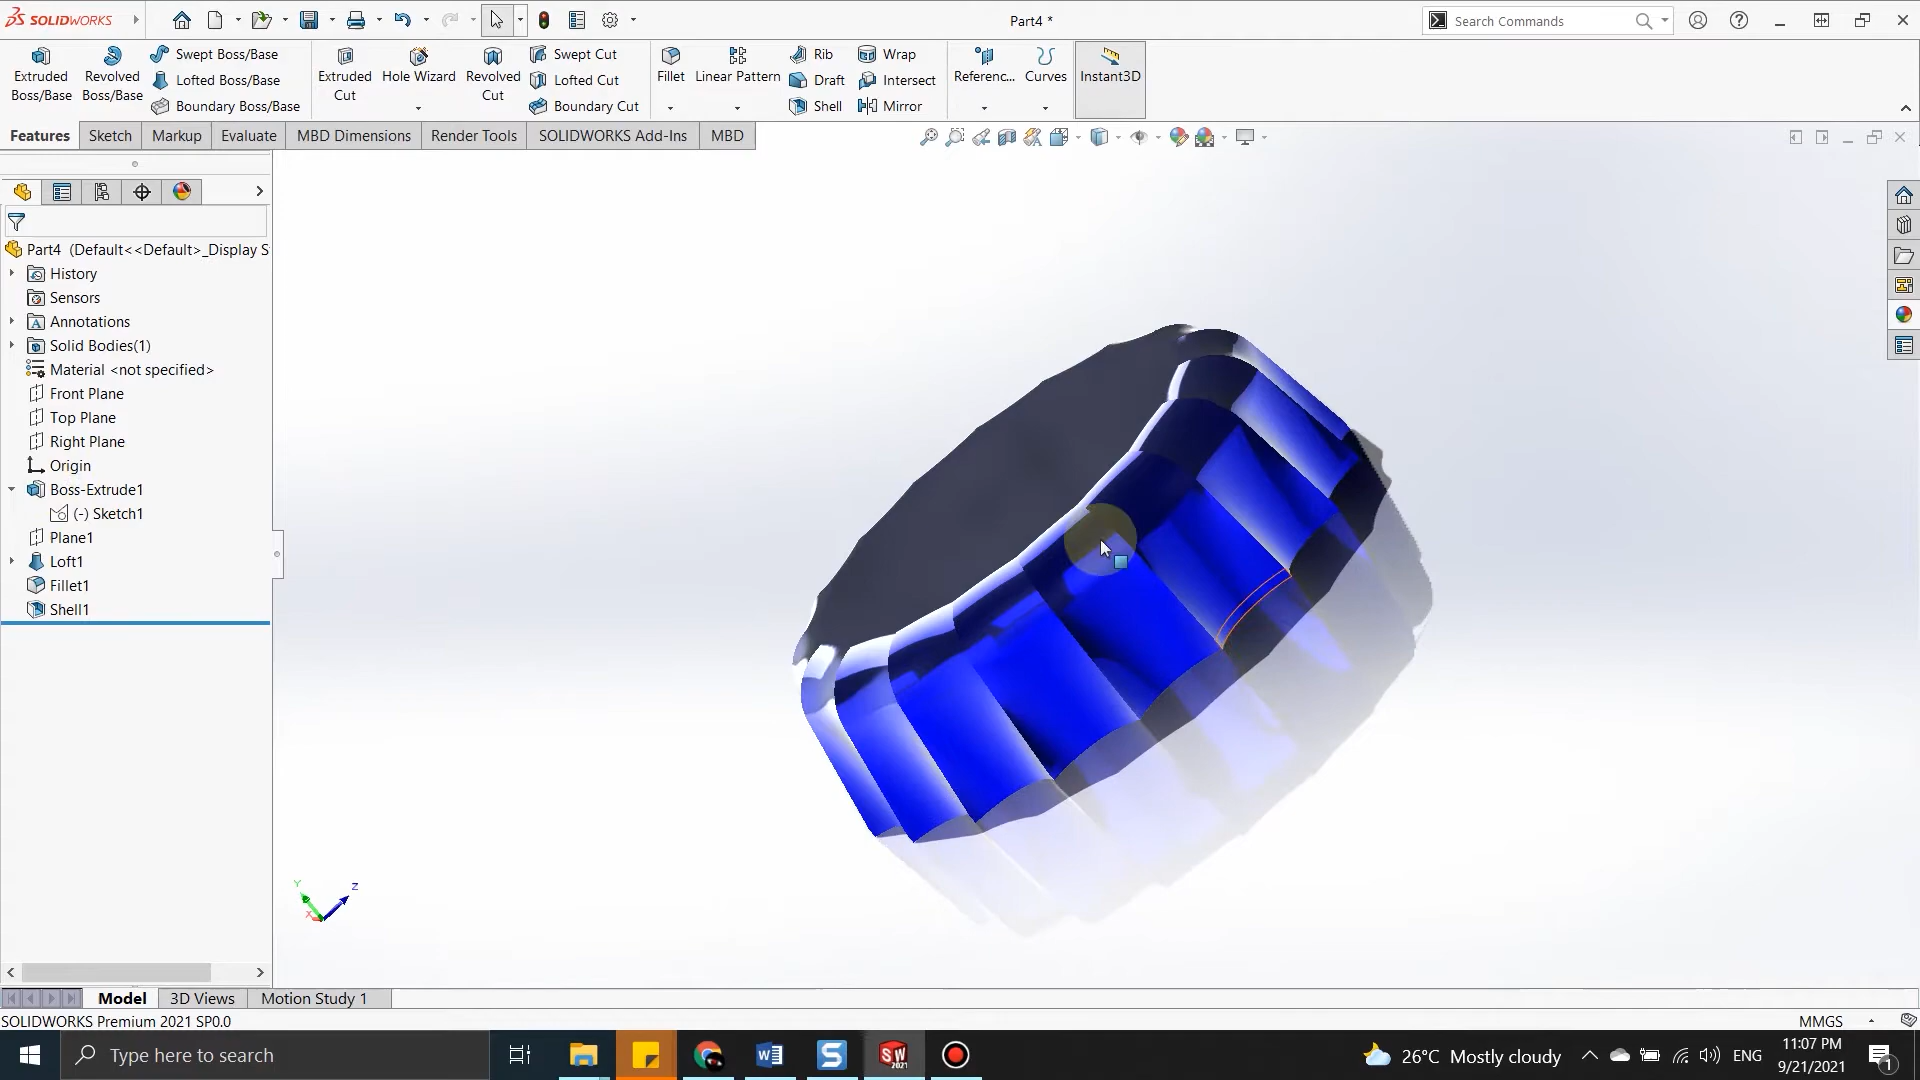 SOLIDWORKS
Part4 *
Search Commands
Extruded Boss/Base
Revolved Boss/Base
Swept Boss/Base
Lofted Boss/Base
Boundary Boss/Base
Extruded Cut
Hole Wizard
Revolved Cut
Swept Cut
Lofted Cut
Boundary Cut
Fillet
Linear Pattern
Rib
Draft
Shell
Wrap
Intersect
Mirror
Referenc...
Curves
Instant3D
Features
Sketch
Markup
Evaluate
MBD Dimensions
Render Tools
SOLIDWORKS Add-Ins
MBD
Part4 (Default<<Default>_Display S
History
Sensors
Annotations
Solid Bodies(1)
Material <not specified>
Front Plane
Top Plane
Right Plane
Origin
Boss-Extrude1
(-) Sketch1
Plane1
Loft1
Fillet1
Shell1
Y
Z
X
Model
3D Views
Motion Study 1
SOLIDWORKS Premium 2021 SP0.0
MMGS
Type here to search
26°C Mostly cloudy
ENG
11:07 PM
9/21/2021
1